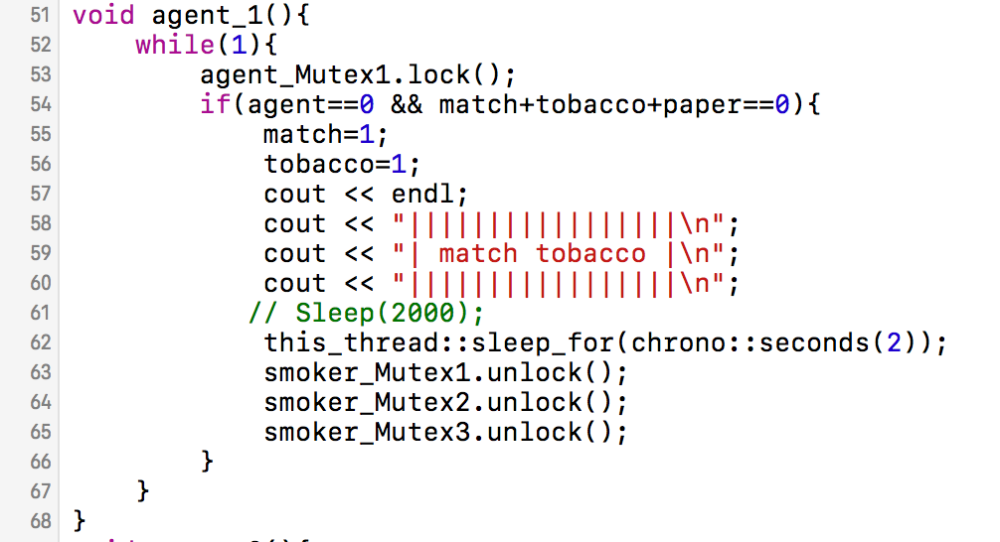 51 void agent_1(){
52 while(1){
53 agent_Mutex1.lock();
54 if(agent==0 && match+tobacco+paper==0){
55 match=1;
56 tobacco=1;
57 cout << endl;
58 cout << "|||||||||||||||||\n";
59 cout << "| match tobacco |\n";
60 cout << "|||||||||||||||||\n";
61 // Sleep(2000);
62 this_thread::sleep_for(chrono::seconds(2));
63 smoker_Mutex1.unlock();
64 smoker_Mutex2.unlock();
65 smoker_Mutex3.unlock();
66 }
67 }
68 }